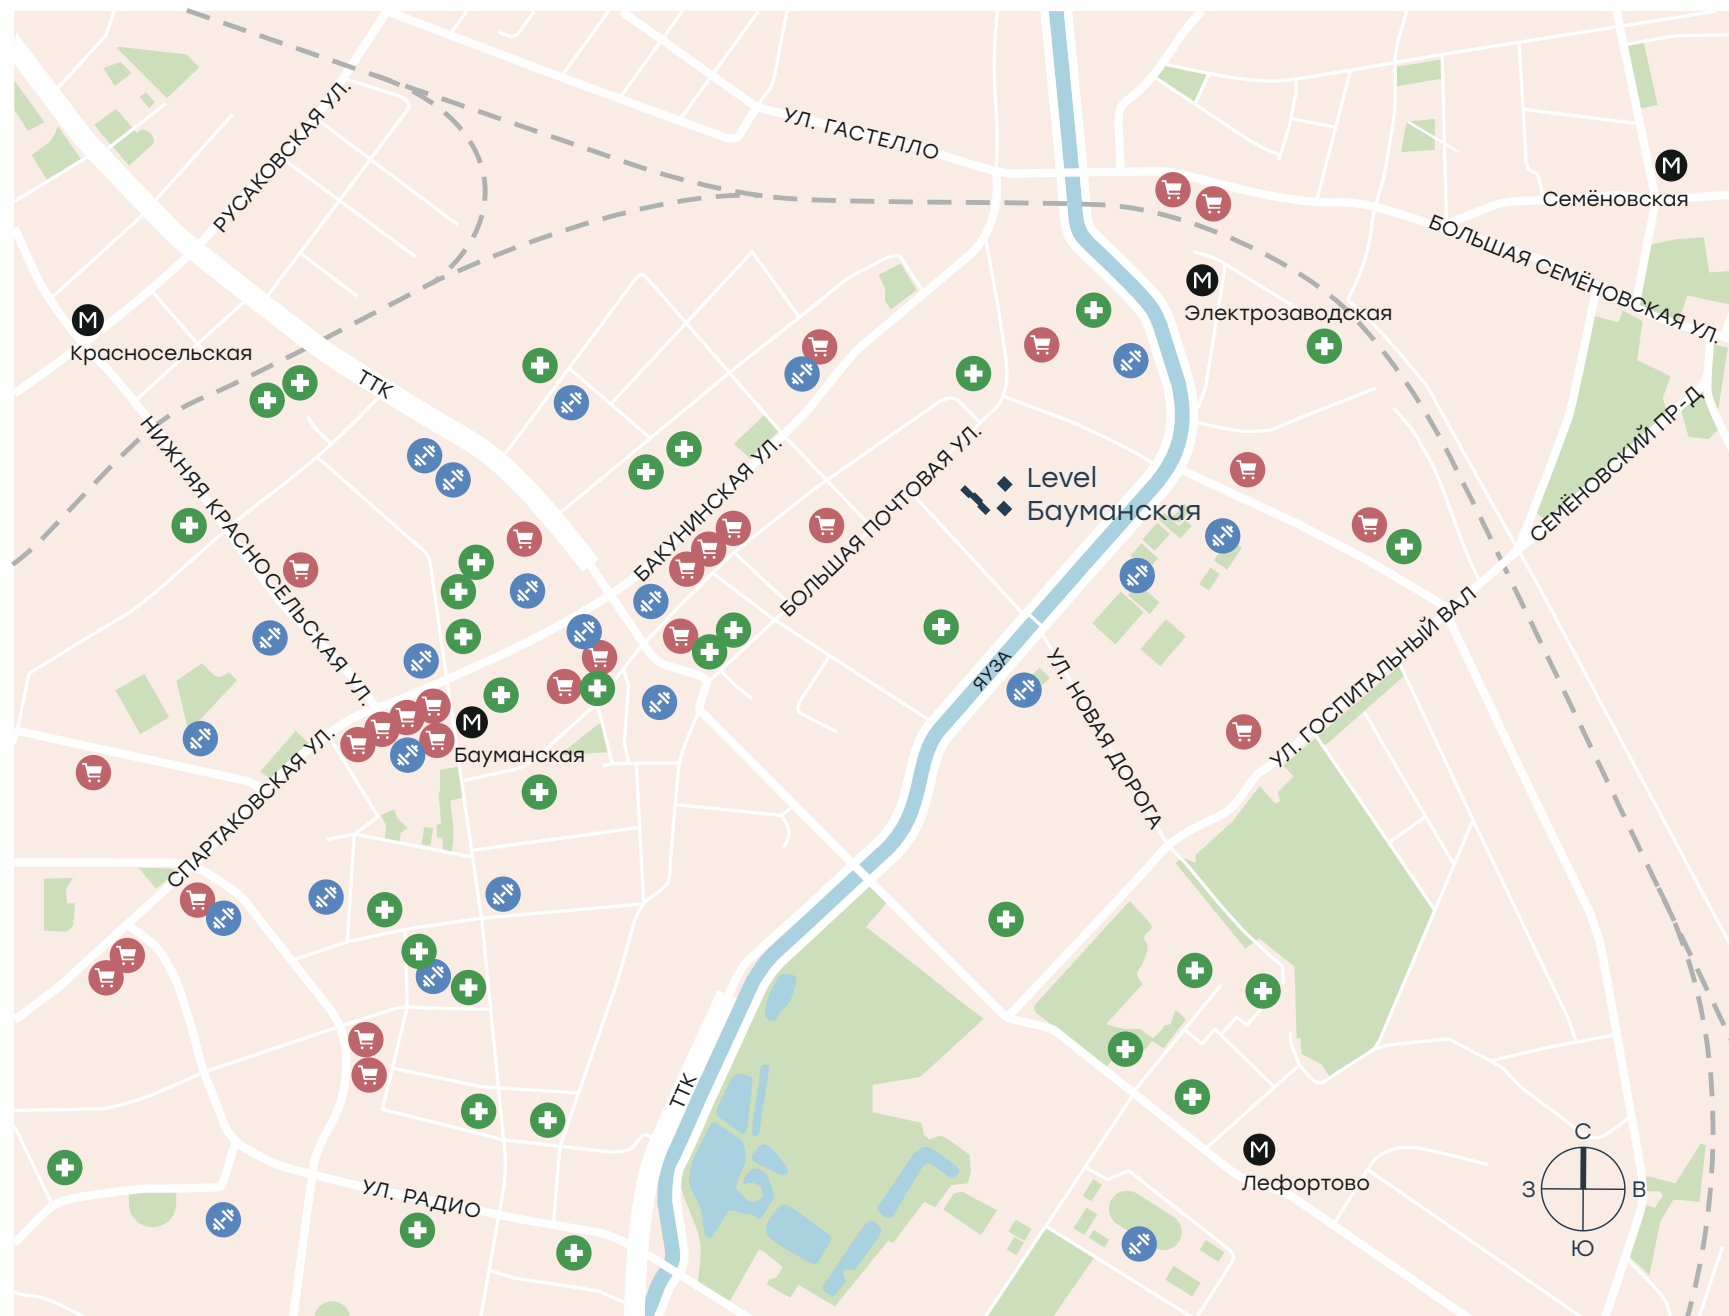 УЛ. ГАСТЕЛЛО
РУСАКОВСКАЯ УЛ.
М
Семёновская
БОЛЬШАЯ СЕМЁНОВСКАЯ УЛ.
М
Электрозаводская
М
Красносельская
ТТК
НИЖНЯЯ КРАСНОСЕЛЬСКАЯ УЛ.
БАКУНИНСКАЯ УЛ.
БОЛЬШАЯ ПОЧТОВАЯ УЛ.
Level
Бауманская
СЕМЁНОВСКИЙ ПР-Д
ЯУЗА
УЛ. НОВАЯ ДОРОГА
УЛ. ГОСПИТАЛЬНЫЙ ВАЛ
М
Бауманская
СПАРТАКОВСКАЯ УЛ.
ТТК
М
Лефортово
УЛ. РАДИО
С
З
В
Ю